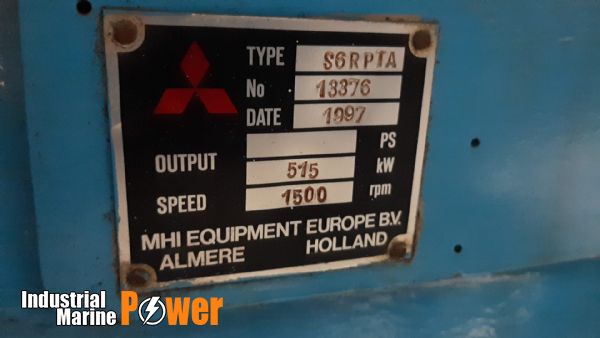 TYPE S6RPTA
No 13376
DATE 1997
PS
OUTPUT 515 kW
SPEED 1500 rpm
MHI EQUIPMENT EUROPE B.V.
ALMERE HOLLAND
Industrial
Marine Power